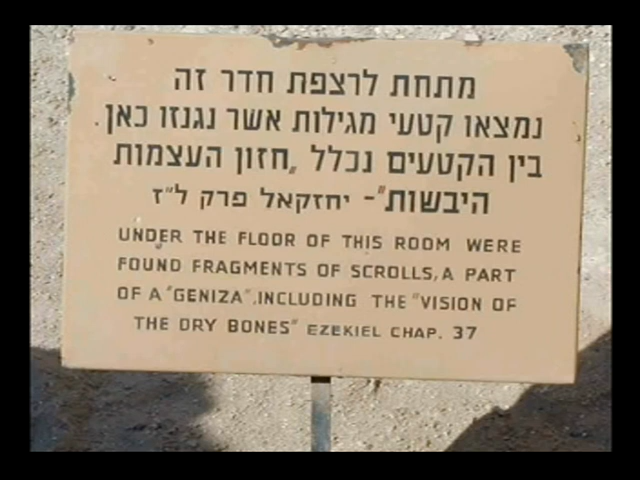 מתחת לרצפת חדר זה
נמצאו קטעי מגילות אשר נגנזו כאן.
בין הקטעים נכלל „חזון העצמות
היבשות״ - יחזקאל פרק ל״ז
UNDER THE FLOOR OF THIS ROOM WERE
FOUND FRAGMENTS OF SCROLLS, A PART
OF A "GENIZA", INCLUDING THE "VISION OF
THE DRY BONES" EZEKIEL CHAP. 37